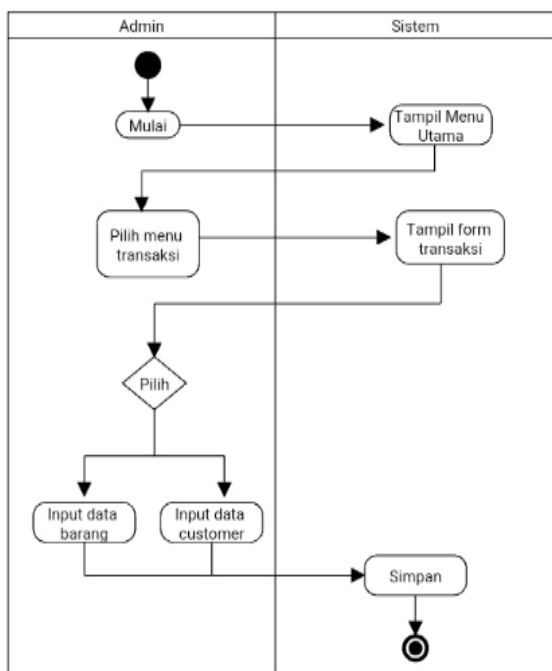 Admin
Sistem
Mulai
Tampil Menu
Utama
Pilih menu
transaksi
Tampil form
transaksi
Pilih
Input data
barang
Input data
customer
Simpan